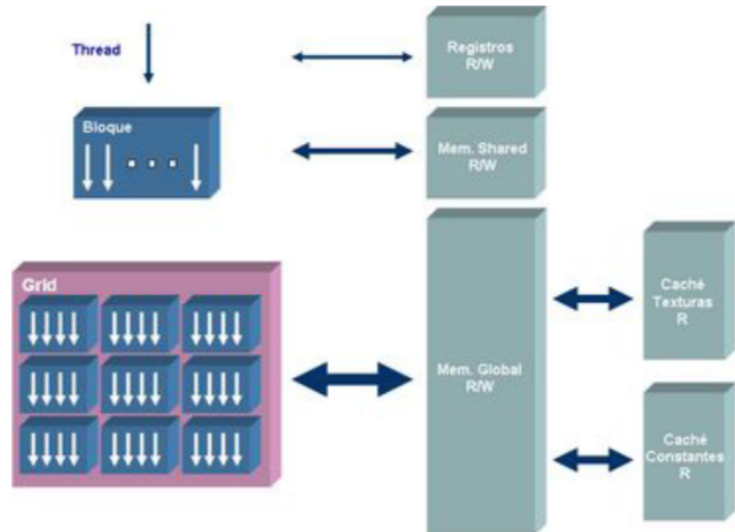 Thread
Registros
R/W
Bloque
Mem. Shared
R/W
Grid
Mem. Global
R/W
Caché
Texturas
R
Caché
Constantes
R